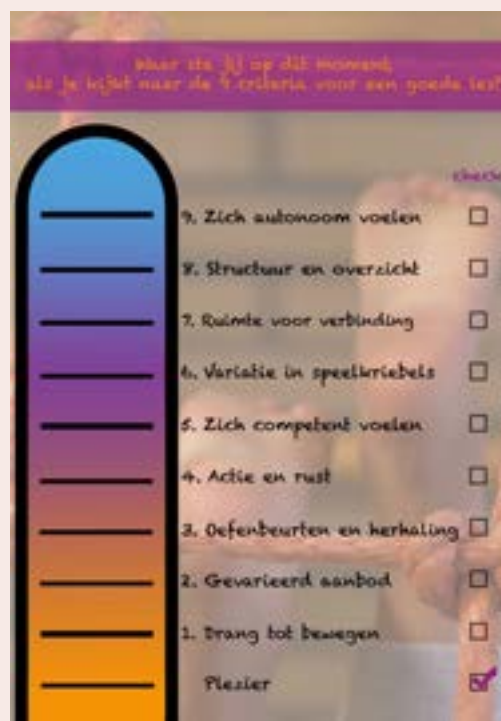 Waar sta jij op dit moment,
als je kijkt naar de 9 criteria voor een goede les?
check
9. Zich autonoom voelen
8. Structuur en overzicht
7. Ruimte voor verbinding
6. Variatie in speelkriebels
5. Zich competent voelen
4. Actie en rust
3. Oefenbeurten en herhaling
2. Gevarieerd aanbod
1. Drang tot bewegen
Plezier